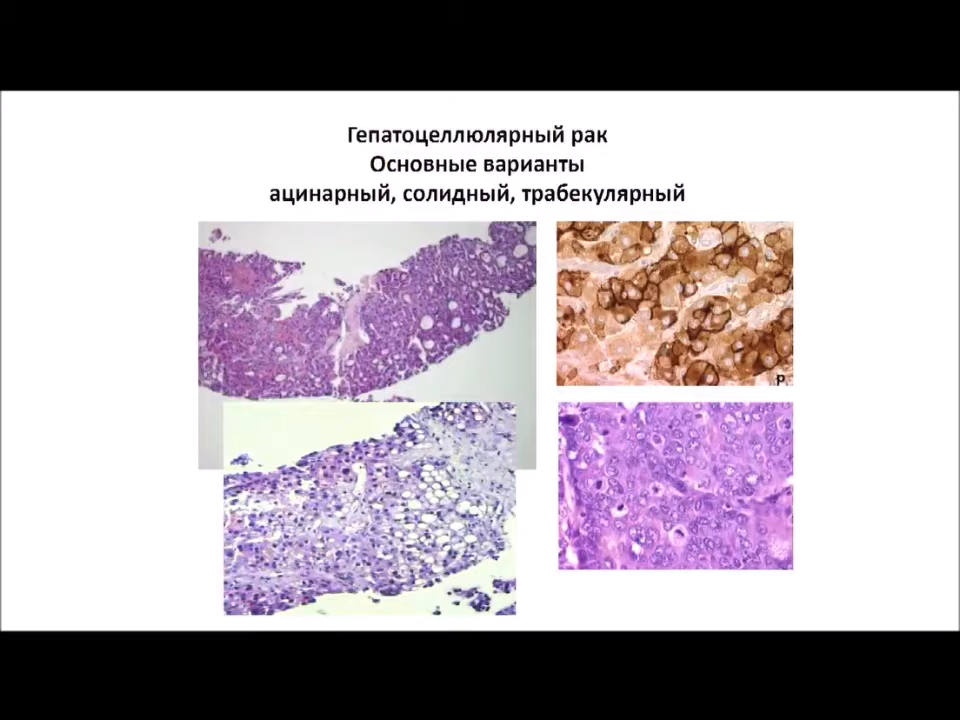 Гепатоцеллюлярный рак
Основные варианты
ацинарный, солидный, трабекулярный
P